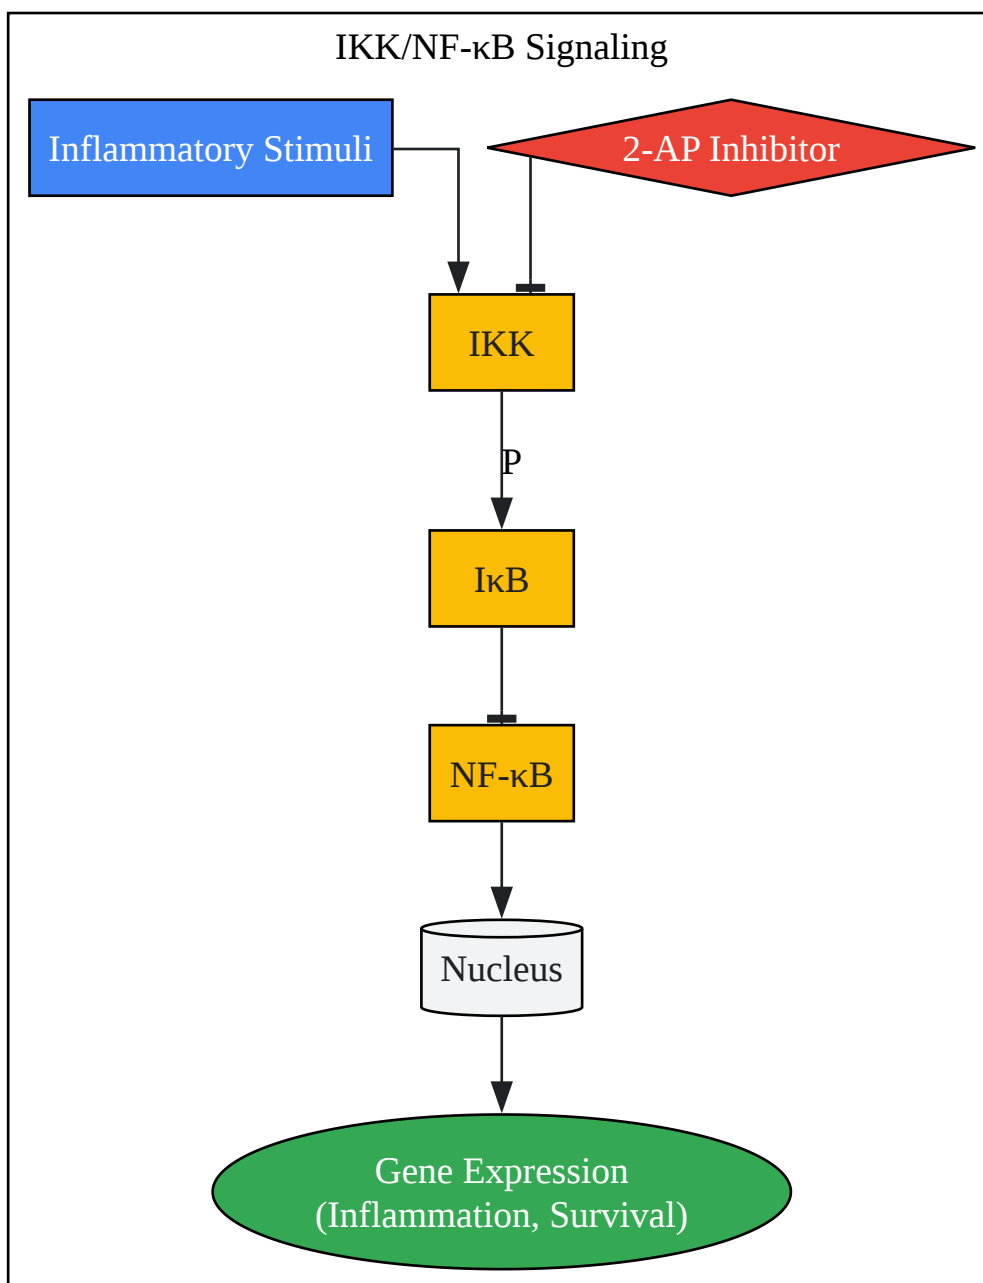 IKK/NF-κB Signaling
Inflammatory Stimuli
2-AP Inhibitor
IKK
P
IκB
NF-κB
Nucleus
Gene Expression
(Inflammation, Survival)